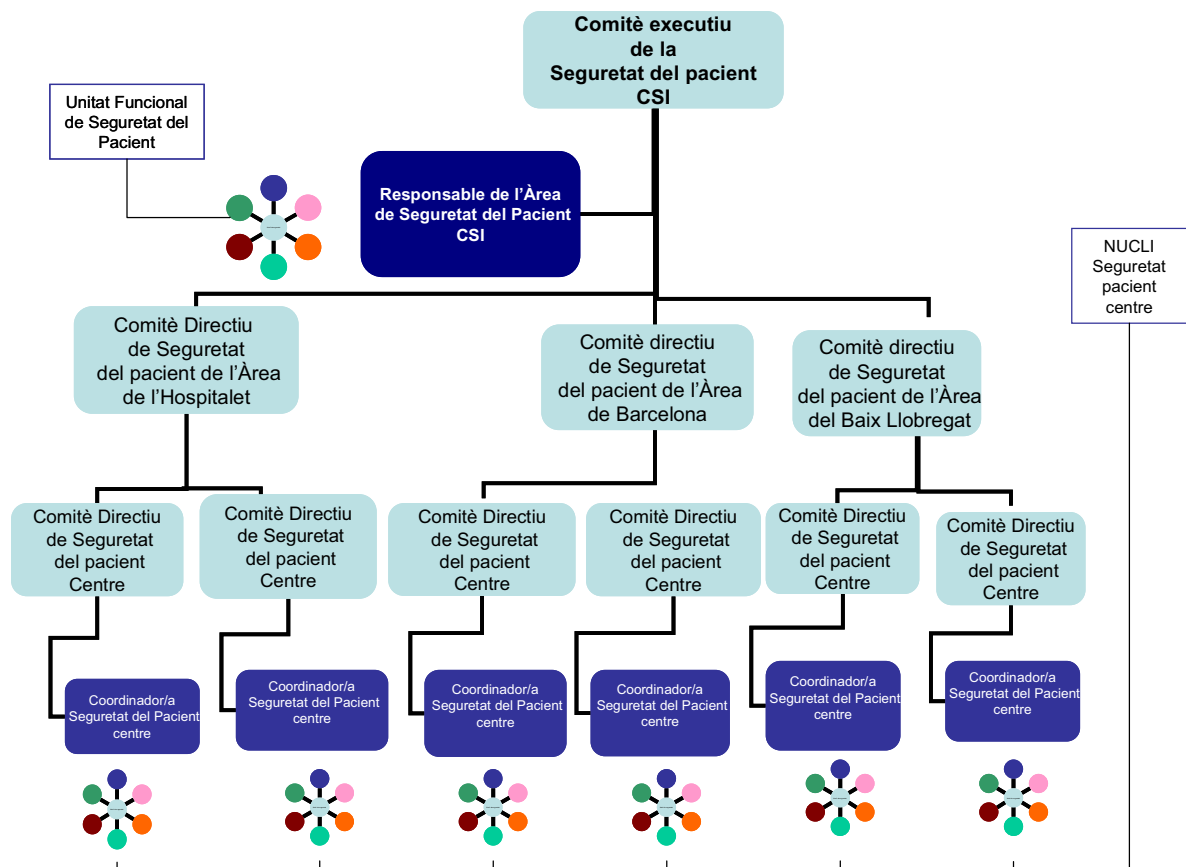 Comitè executiu
de la
Seguretat del pacient
CSI
Unitat Funcional
de Seguretat del
Pacient
Responsable de l'Àrea
de Seguretat del Pacient
CSI
NUCLI
Seguretat
pacient
centre
Comitè Directiu
de Seguretat
del pacient de l'Àrea
de l'Hospitalet
Comitè directiu
de Seguretat
del pacient de l'Àrea
de Barcelona
Comitè directiu
de Seguretat
del pacient de l'Àrea
del Baix Llobregat
Comitè Directiu
de Seguretat
del pacient
Centre
Comitè Directiu
de Seguretat
del pacient
Centre
Comitè Directiu
de Seguretat
del pacient
Centre
Comitè Directiu
de Seguretat
del pacient
Centre
Comitè Directiu
de Seguretat
del pacient
Centre
Comitè Directiu
de Seguretat
del pacient
Centre
Coordinador/a
Seguretat del Pacient
centre
Coordinador/a
Seguretat del Pacient
centre
Coordinador/a
Seguretat del Pacient
centre
Coordinador/a
Seguretat del Pacient
centre
Coordinador/a
Seguretat del Pacient
centre
Coordinador/a
Seguretat del Pacient
centre